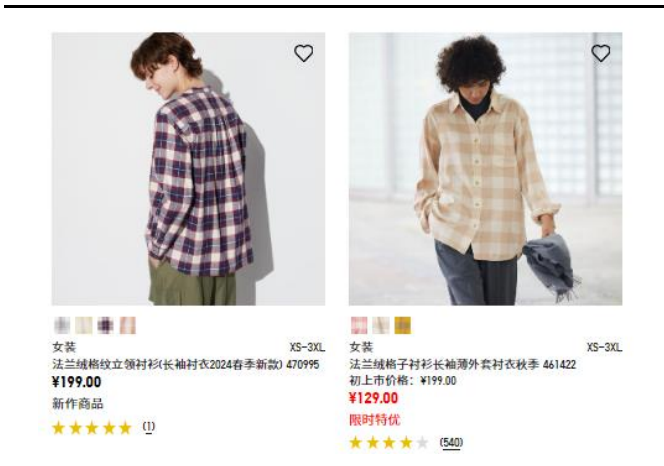 女装 XS-3XL
法兰绒格纹立领衬衫(长袖衬衣2024春季新款) 470995
¥199.00
新作商品
(1)
女装 XS-3XL
法兰绒格子衬衫长袖薄外套衬衣秋季 461422
初上市价格：¥199.00
¥129.00
限时特优
(540)